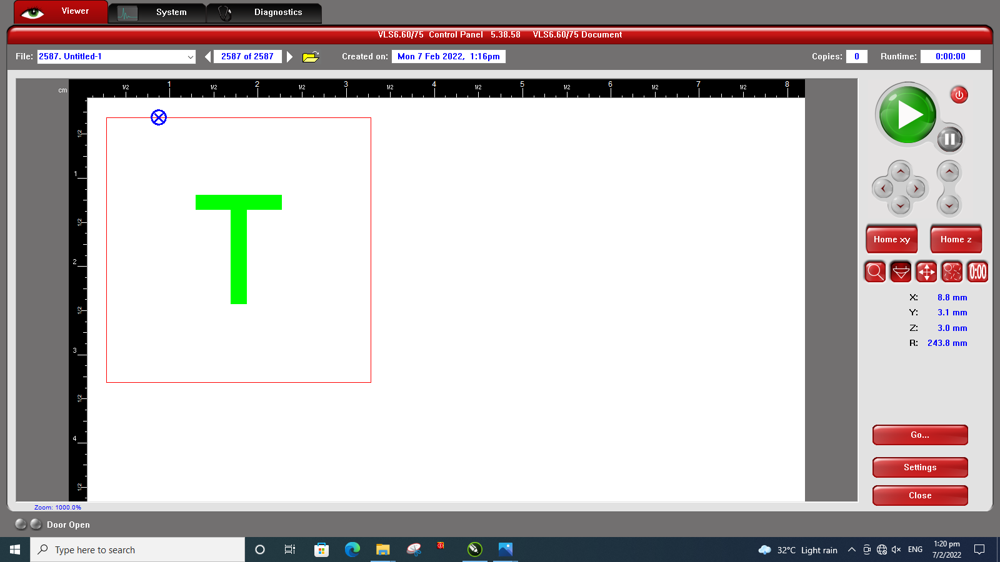 Viewer
System
Diagnostics
VLS6.60/75 Control Panel 5.38.58 VLS6.60/75 Document
File: 2587. Untitled-1
2587 of 2587
Created on: Mon 7 Feb 2022, 1:16pm
Copies: 0
Runtime: 0:00:00
cm
1/2 1 1/2 2 1/2 3 1/2 4 1/2 5 1/2 6 1/2 7 1/2 8
1/2
1
1/2
2
1/2
3
1/2
4
1/2
T
Home xy
Home z
0:00
X: 8.8 mm
Y: 3.1 mm
Z: 3.0 mm
R: 243.8 mm
Go...
Settings
Close
Zoom: 1000.0%
Door Open
Type here to search
32°C Light rain
ENG
1:20 pm
7/2/2022